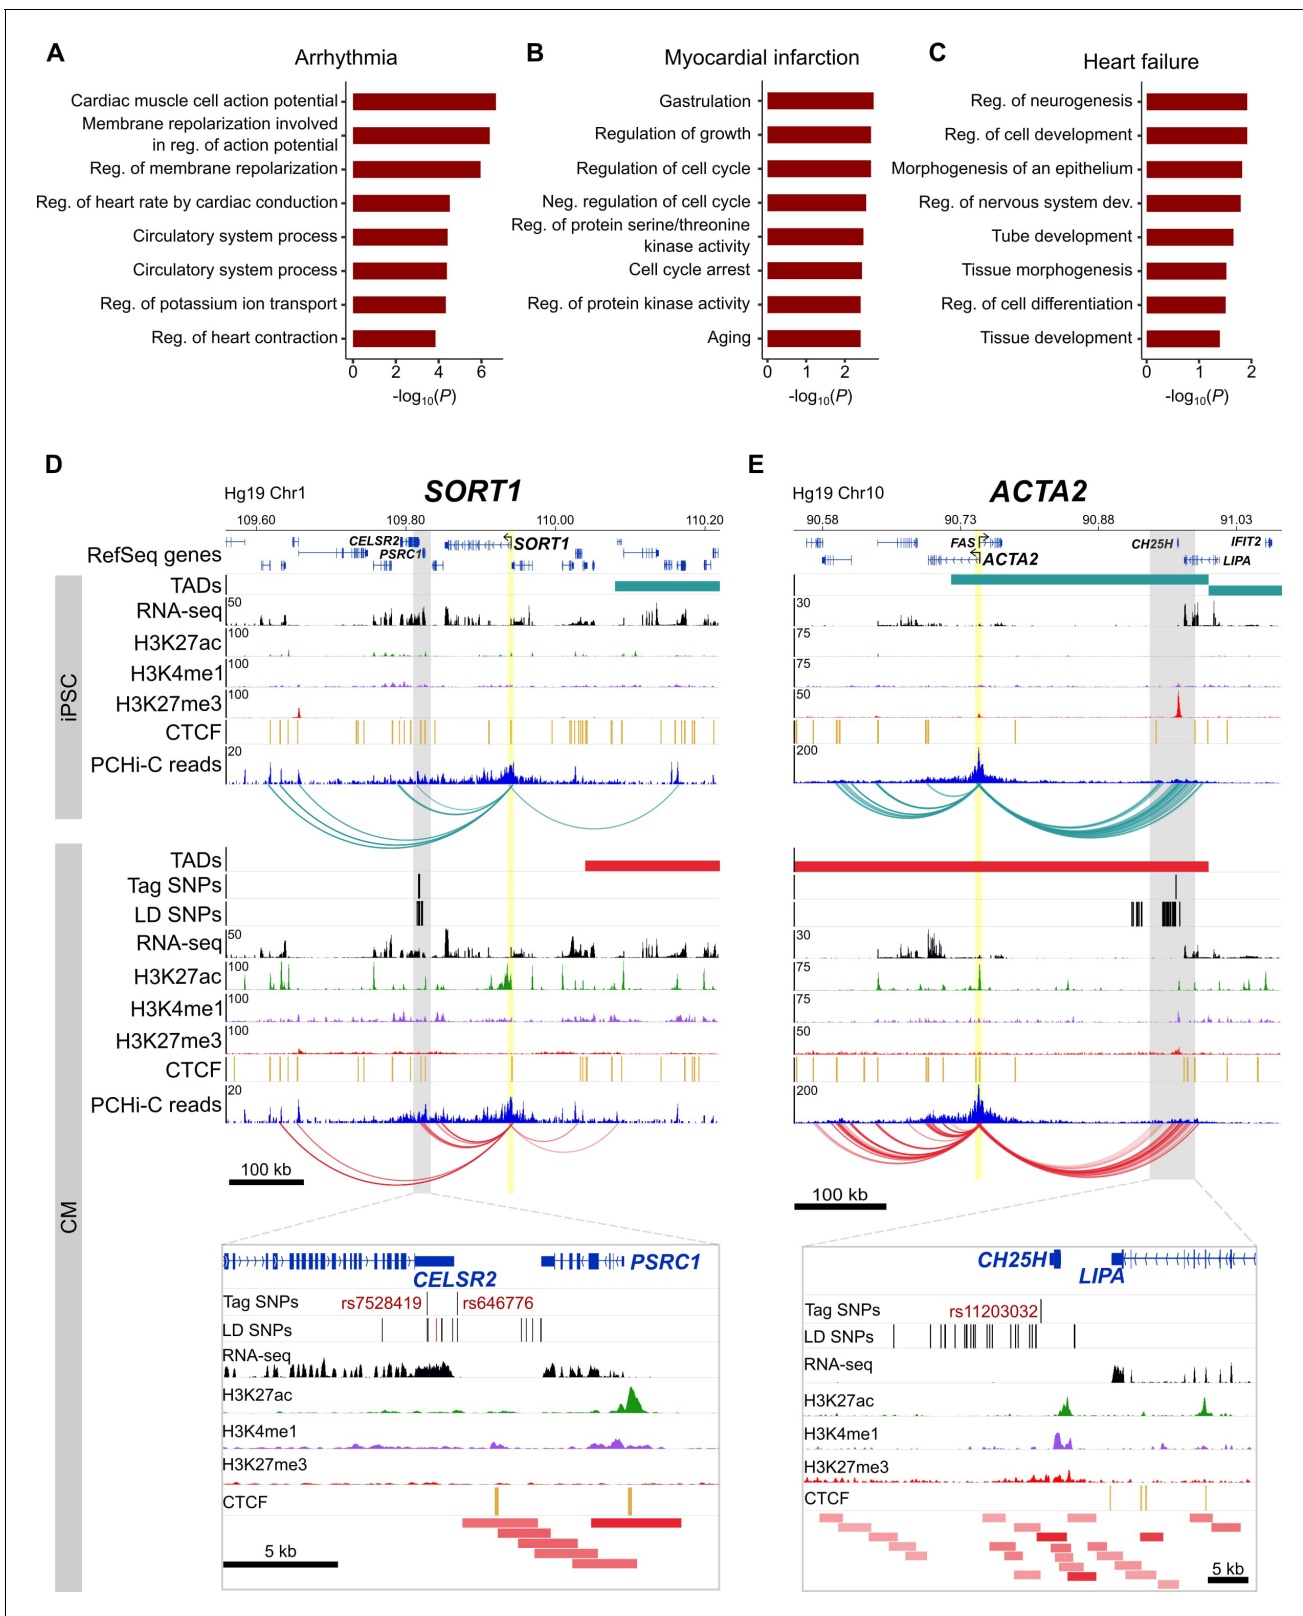 A
Arrhythmia
Cardiac muscle cell action potential
Membrane repolarization involved
in reg. of action potential
Reg. of membrane repolarization
Reg. of heart rate by cardiac conduction
Circulatory system process
Circulatory system process
Reg. of potassium ion transport
Reg. of heart contraction
0 2 4 6
-log10(P)
B
Myocardial infarction
Gastrulation
Regulation of growth
Regulation of cell cycle
Neg. regulation of cell cycle
Reg. of protein serine/threonine
kinase activity
Cell cycle arrest
Reg. of protein kinase activity
Aging
0 1 2
-log10(P)
C
Heart failure
Reg. of neurogenesis
Reg. of cell development
Morphogenesis of an epithelium
Reg. of nervous system dev.
Tube development
Tissue morphogenesis
Reg. of cell differentiation
Tissue development
0 1 2
-log10(P)
D
Hg19 Chr1
SORT1
109.60 109.80 110.00 110.20
RefSeq genes
CELSR2
PSRC1
SORT1
iPSC
TADs
RNA-seq
50
H3K27ac
100
H3K4me1
100
H3K27me3
100
CTCF
PCHi-C reads
20
CM
TADs
Tag SNPs
LD SNPs
RNA-seq
50
H3K27ac
100
H3K4me1
100
H3K27me3
100
CTCF
PCHi-C reads
20
100 kb
CELSR2
PSRC1
Tag SNPs
rs7528419
rs646776
LD SNPs
RNA-seq
H3K27ac
H3K4me1
H3K27me3
CTCF
5 kb
E
Hg19 Chr10
ACTA2
90.58 90.73 90.88 91.03
FAS
ACTA2
CH25H
IFIT2
LIPA
30
75
75
50
200
30
75
75
50
200
100 kb
CH25H
LIPA
Tag SNPs
rs11203032
LD SNPs
RNA-seq
H3K27ac
H3K4me1
H3K27me3
CTCF
5 kb